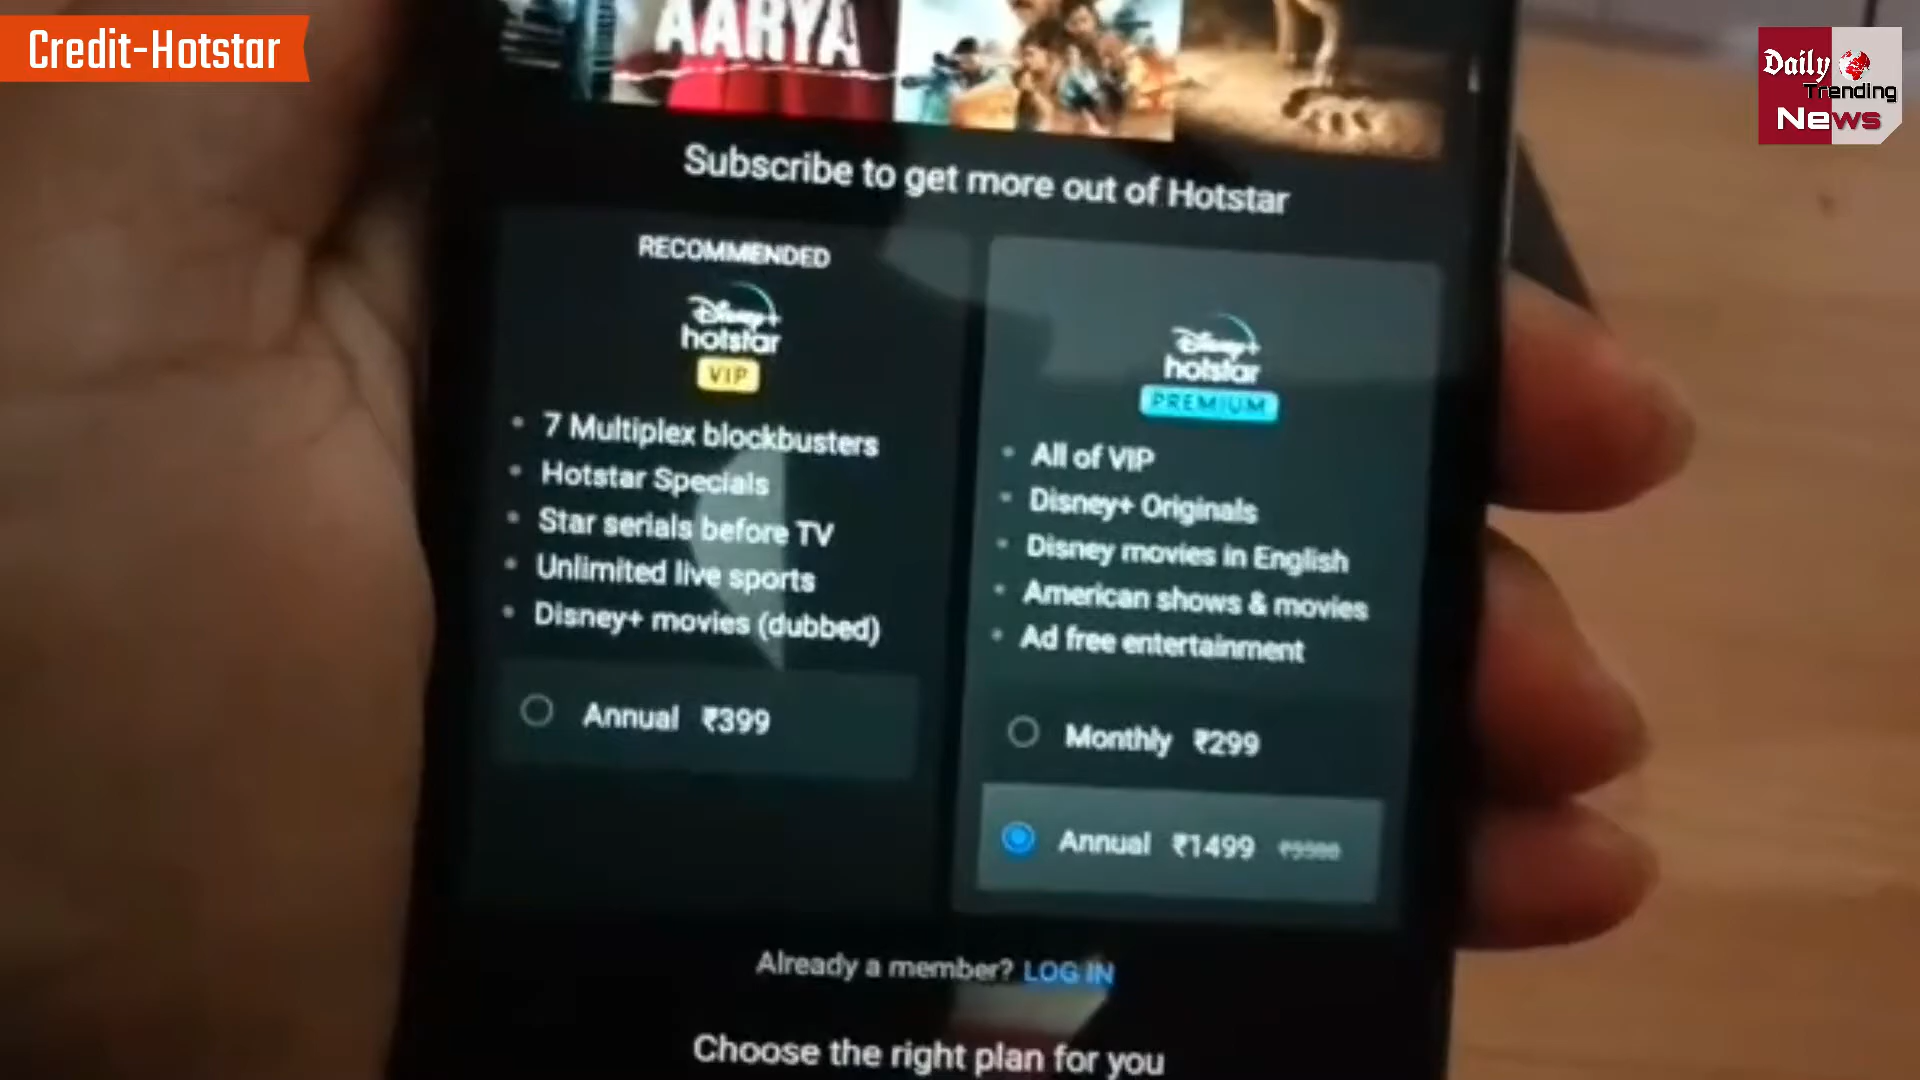 Credit-Hotstar
Daily
Trending
News
AARYA
Subscribe to get more out of Hotstar
RECOMMENDED
Disney+
hotstar
VIP
• 7 Multiplex blockbusters
• Hotstar Specials
• Star serials before TV
• Unlimited live sports
• Disney+ movies (dubbed)
Annual ₹399
Disney+
hotstar
PREMIUM
• All of VIP
• Disney+ Originals
• Disney movies in English
• American shows & movies
• Ad free entertainment
Monthly ₹299
Annual ₹1499
Already a member? LOG IN
Choose the right plan for you